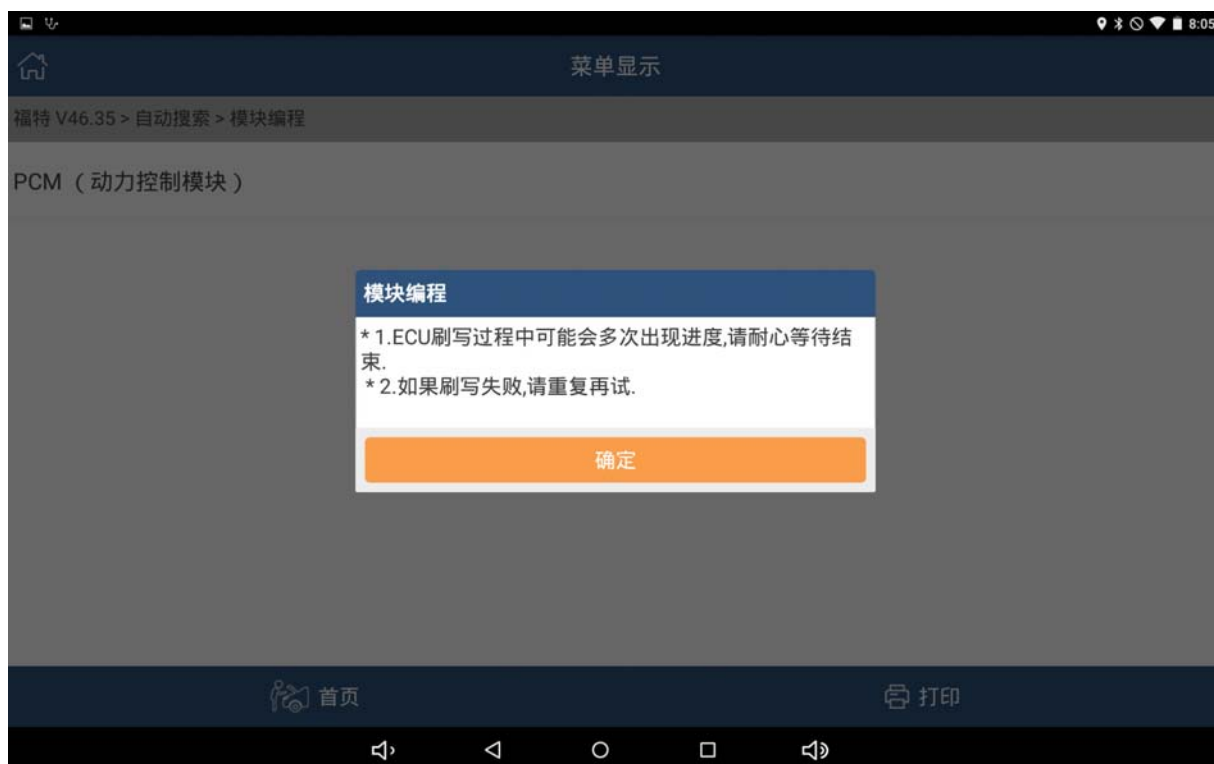 8:05
菜单显示
福特 V46.35 > 自动搜索 > 模块编程
PCM （动力控制模块）
模块编程
* 1.ECU刷写过程中可能会多次出现进度,请耐心等待结
束.
* 2.如果刷写失败,请重复再试.
确定
首页
打印